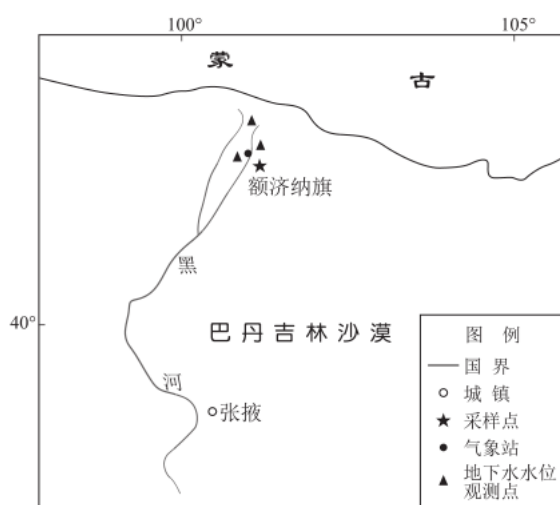 100°
105°
蒙
古
额济纳旗
黑
40°
巴丹吉林沙漠
河
张掖
图 例
国 界
城 镇
采样点
气象站
地下水水位
观测点